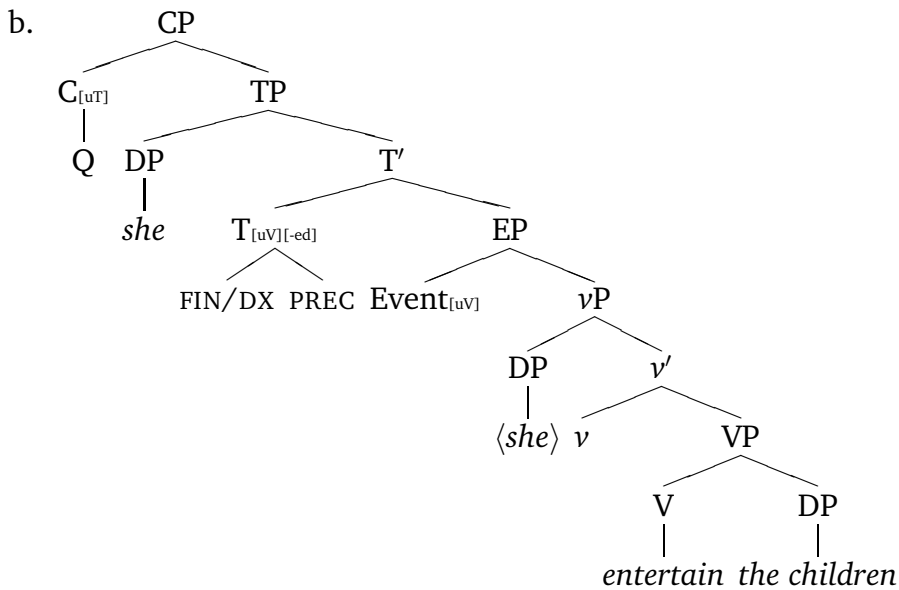 b. CP
C[uT] TP
Q DP T′
she T[uV][-ed] EP
FIN/DX PREC Event[uV] vP
DP v′
⟨she⟩ v VP
V DP
entertain the children